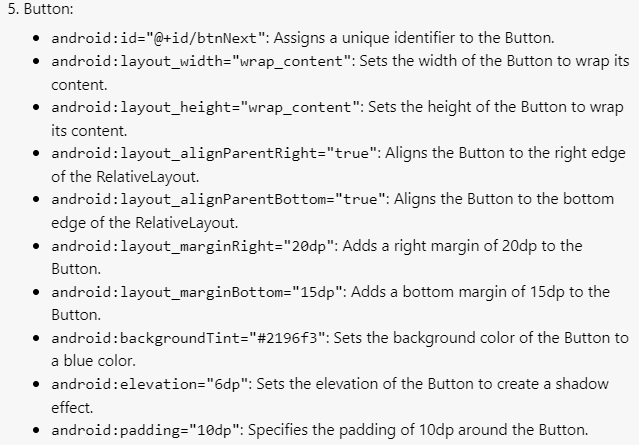 5. Button:
• android:id="@+id/btnNext": Assigns a unique identifier to the Button.
• android:layout_width="wrap_content": Sets the width of the Button to wrap its
content.
• android:layout_height="wrap_content": Sets the height of the Button to wrap
its content.
• android:layout_alignParentRight="true": Aligns the Button to the right edge
of the RelativeLayout.
• android:layout_alignParentBottom="true": Aligns the Button to the bottom
edge of the RelativeLayout.
• android:layout_marginRight="20dp": Adds a right margin of 20dp to the
Button.
• android:layout_marginBottom="15dp": Adds a bottom margin of 15dp to the
Button.
• android:backgroundTint="#2196f3": Sets the background color of the Button to
a blue color.
• android:elevation="6dp": Sets the elevation of the Button to create a shadow
effect.
• android:padding="10dp": Specifies the padding of 10dp around the Button.